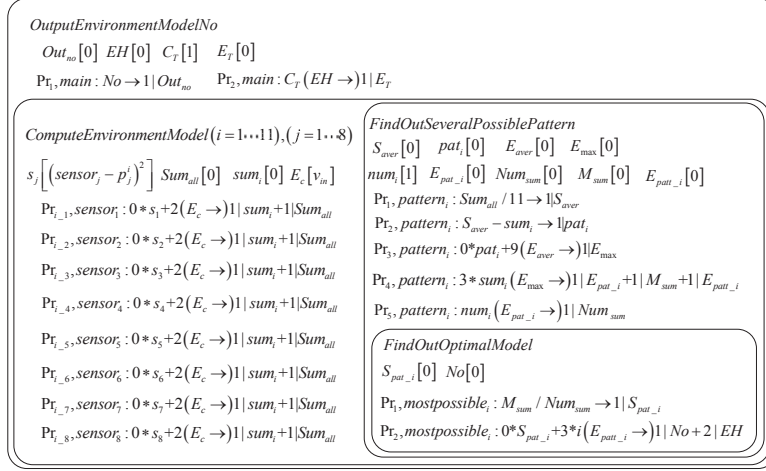 OutputEnvironmentModelNo
Out_no[0] EH[0] C_T[1] E_T[0]
Pr_1,main : No → 1 | Out_no Pr_2,main : C_T (EH →)1 | E_T
ComputeEnvironmentModel(i = 1···11),(j = 1···8)
s_j[(sensor_j − p_j^i)^2] Sum_all[0] sum_i[0] E_c[v_in]
Pr_i_1,sensor_1 : 0*s_1+2(E_c →)1 | sum_i+1|Sum_all
Pr_i_2,sensor_2 : 0*s_2+2(E_c →)1 | sum_i+1|Sum_all
Pr_i_3,sensor_3 : 0*s_3+2(E_c →)1 | sum_i+1|Sum_all
Pr_i_4,sensor_4 : 0*s_4+2(E_c →)1 | sum_i+1|Sum_all
Pr_i_5,sensor_5 : 0*s_5+2(E_c →)1 | sum_i+1|Sum_all
Pr_i_6,sensor_6 : 0*s_6+2(E_c →)1 | sum_i+1|Sum_all
Pr_i_7,sensor_7 : 0*s_7+2(E_c →)1 | sum_i+1|Sum_all
Pr_i_8,sensor_8 : 0*s_8+2(E_c →)1 | sum_i+1|Sum_all
FindOutSeveralPossiblePattern
S_aver[0] pat_i[0] E_aver[0] E_max[0]
num_i[1] E_pat_i[0] Num_sum[0] M_sum[0] E_patt_i[0]
Pr_1,pattern_i : Sum_all /11 → 1|S_aver
Pr_2,pattern_i : S_aver − sum_i → 1|pat_i
Pr_3,pattern_i : 0*pat_i+9(E_aver →)1|E_max
Pr_4,pattern_i : 3*sum_i(E_max →)1 | E_pat_i+1 | M_sum+1 | E_patt_i
Pr_5,pattern_i : num_i(E_pat_i →)1 | Num_sum
FindOutOptimalModel
S_pat_i[0] No[0]
Pr_1,mostpossible_i : M_sum / Num_sum → 1 | S_pat_i
Pr_2,mostpossible_i : 0*S_pat_i+3*i(E_patt_i →)1 | No+2 | EH